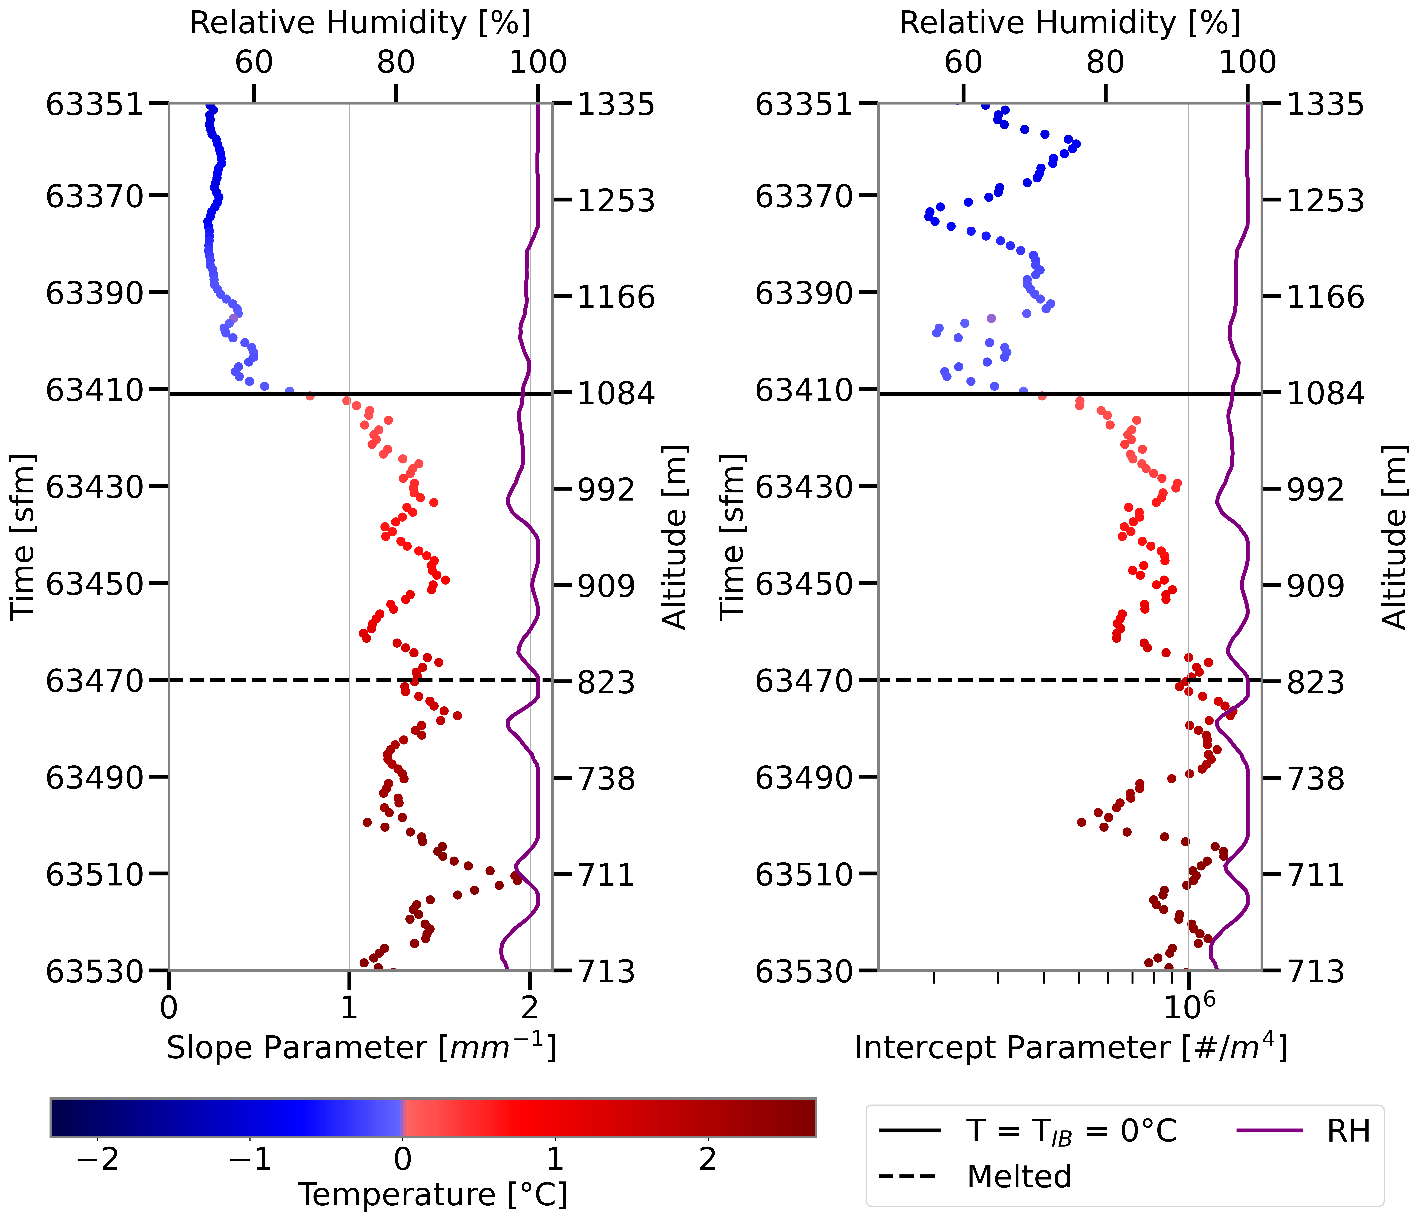 Relative Humidity [%]
60 80 100
63351
63370
63390
63410
63430
63450
63470
63490
63510
63530
Time [sfm]
1335
1253
1166
1084
992
909
823
738
711
713
Altitude [m]
0 1 2
Slope Parameter [mm⁻¹]
Relative Humidity [%]
60 80 100
63351
63370
63390
63410
63430
63450
63470
63490
63510
63530
Time [sfm]
1335
1253
1166
1084
992
909
823
738
711
713
Altitude [m]
10⁶
Intercept Parameter [#/m⁴]
−2 −1 0 1 2
Temperature [°C]
T = T_IB = 0°C
Melted
RH